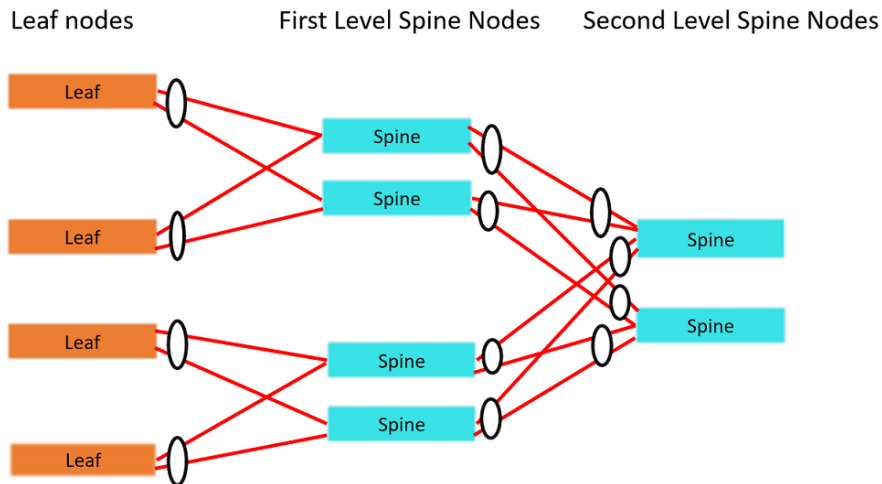 Leaf nodes
First Level Spine Nodes
Second Level Spine Nodes
Leaf
Spine
Spine
Leaf
Spine
Spine
Leaf
Spine
Spine
Leaf